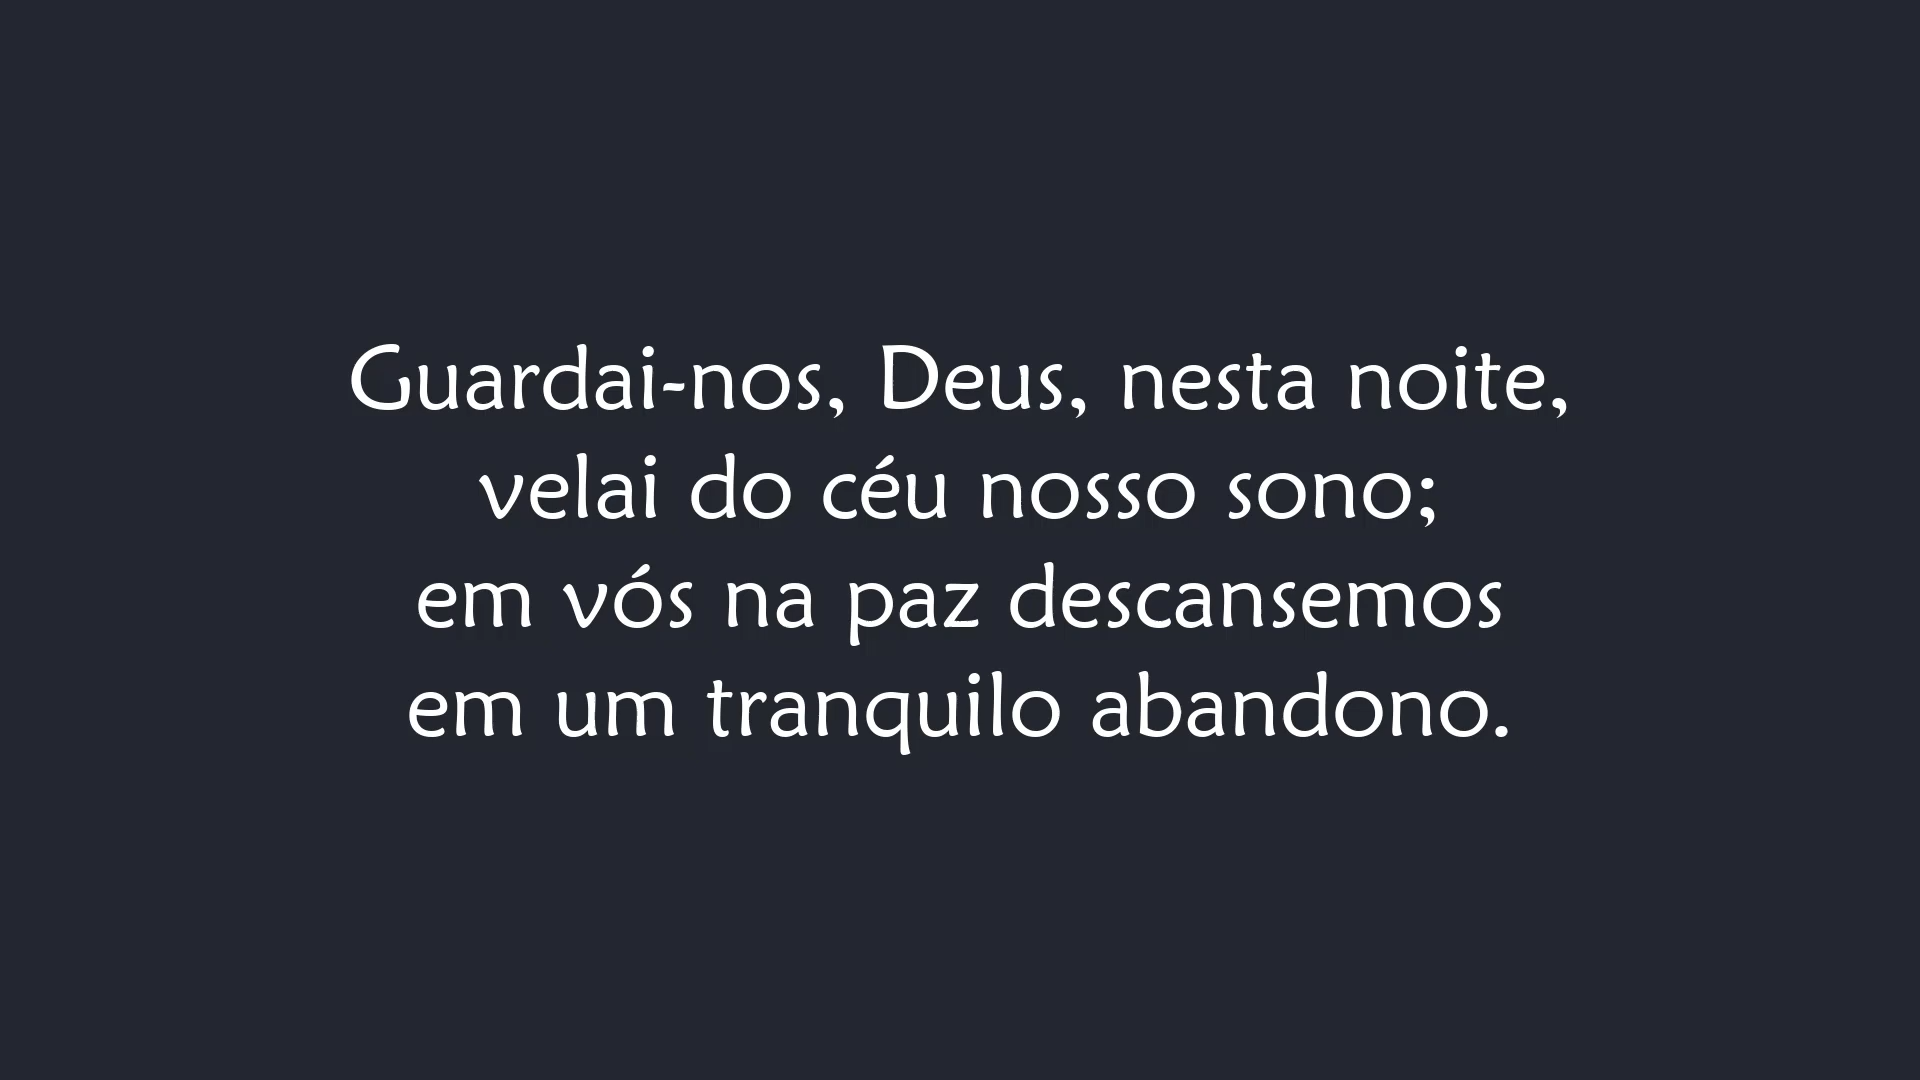 Guardai-nos, Deus, nesta noite,
velai do céu nosso sono;
em vós na paz descansemos
em um tranquilo abandono.